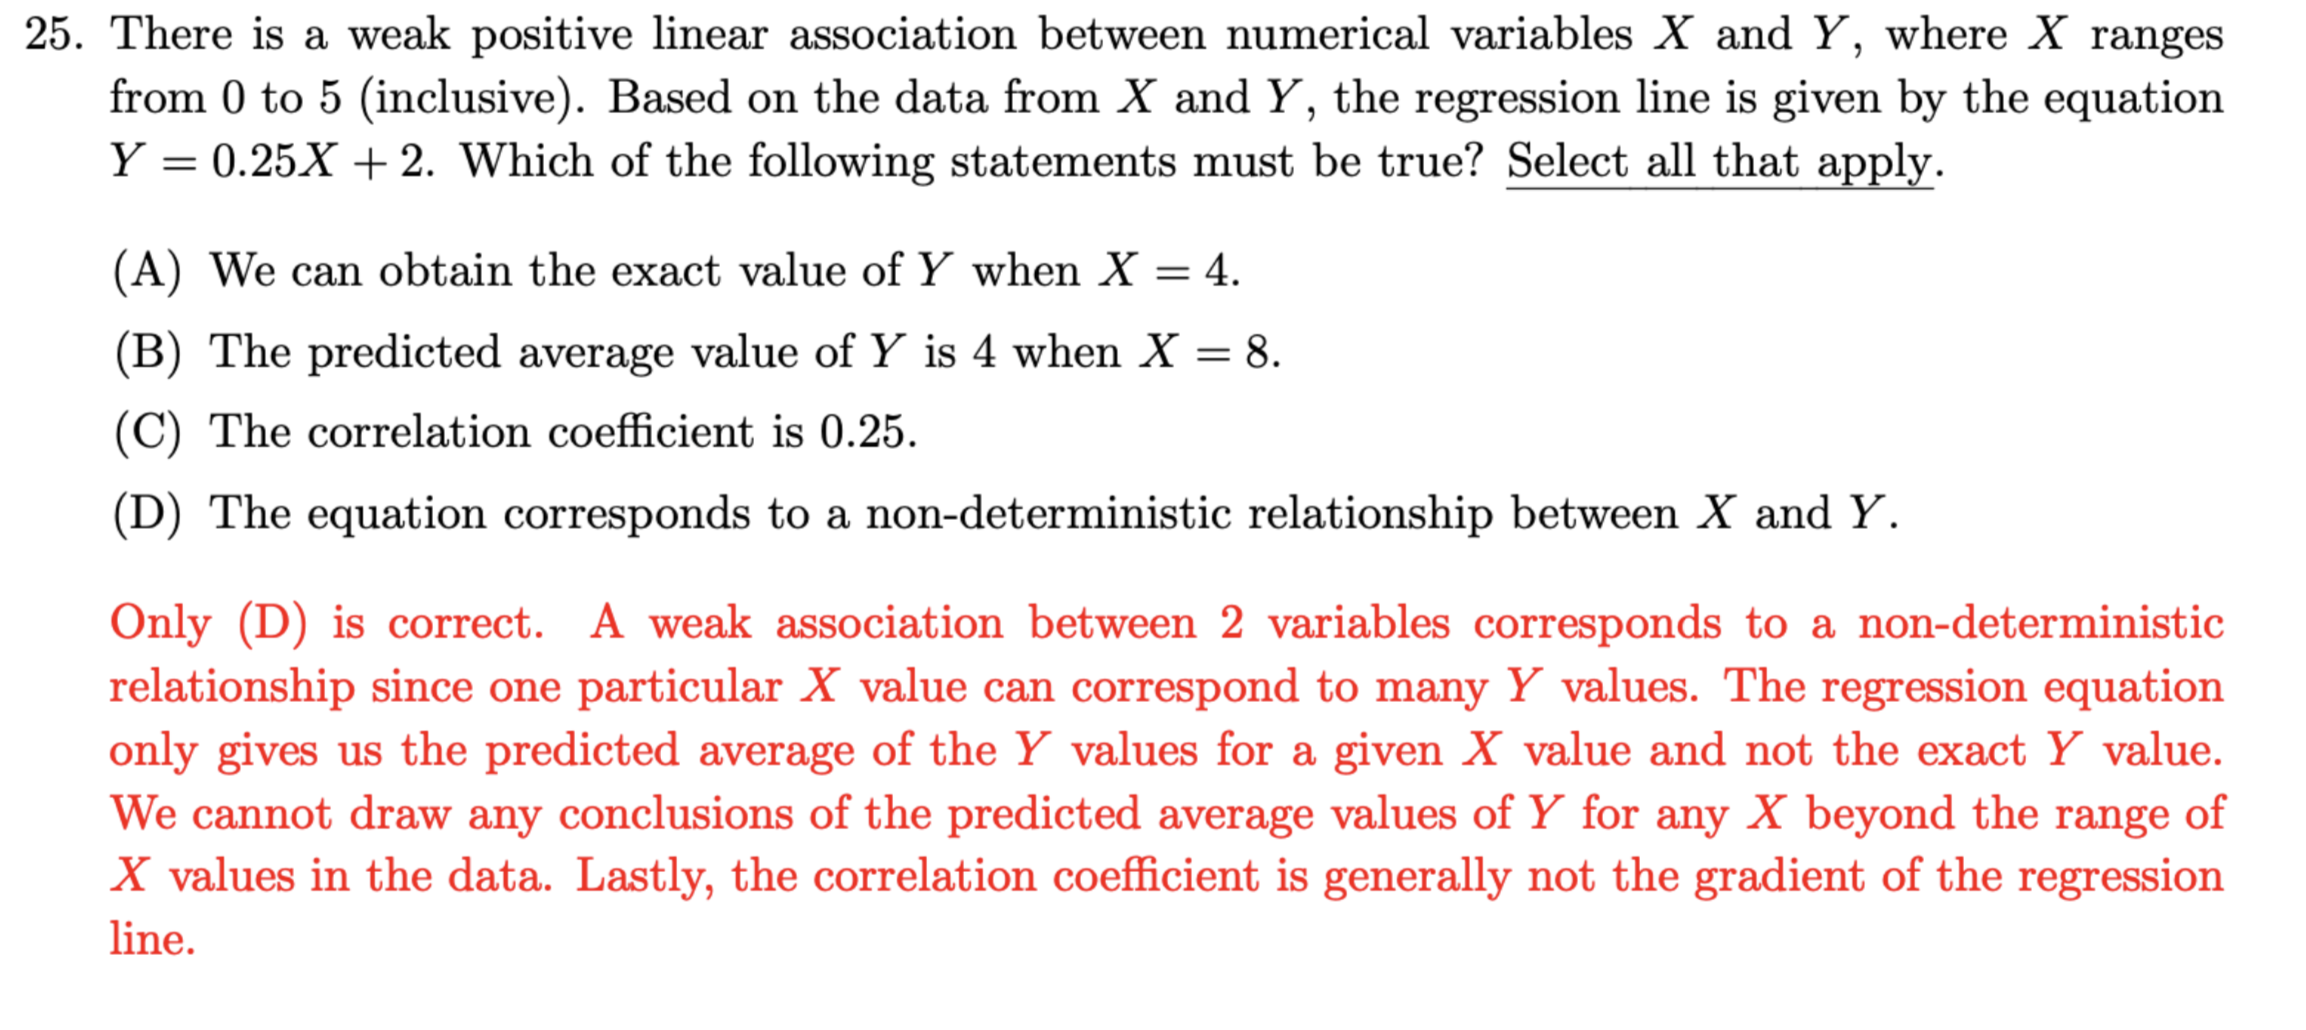 25. There is a weak positive linear association between numerical variables X and Y, where X ranges
from 0 to 5 (inclusive). Based on the data from X and Y, the regression line is given by the equation
Y = 0.25X + 2. Which of the following statements must be true? Select all that apply.
(A) We can obtain the exact value of Y when X = 4.
(B) The predicted average value of Y is 4 when X = 8.
(C) The correlation coefficient is 0.25.
(D) The equation corresponds to a non-deterministic relationship between X and Y.
Only (D) is correct. A weak association between 2 variables corresponds to a non-deterministic
relationship since one particular X value can correspond to many Y values. The regression equation
only gives us the predicted average of the Y values for a given X value and not the exact Y value.
We cannot draw any conclusions of the predicted average values of Y for any X beyond the range of
X values in the data. Lastly, the correlation coefficient is generally not the gradient of the regression
line.